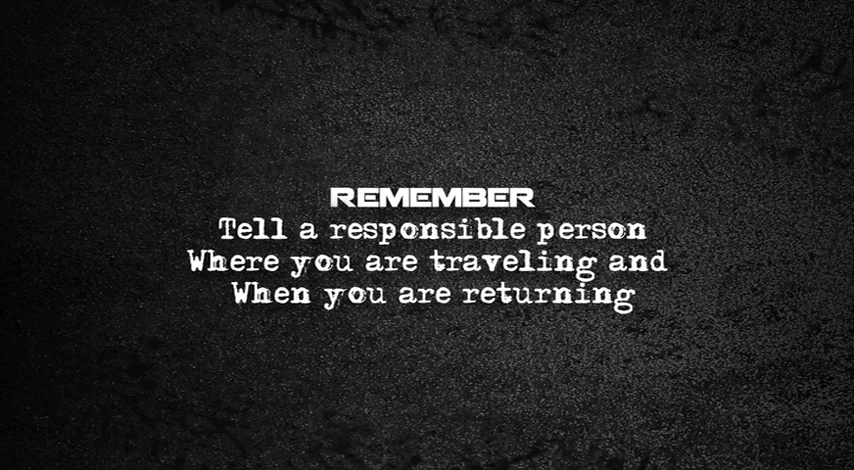 REMEMBER
Tell a responsible person
Where you are traveling and
When you are returning